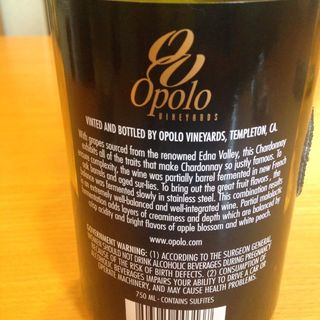 Opolo
VINEYARDS
VINTED AND BOTTLED BY OPOLO VINEYARDS, TEMPLETON, CA.
With grapes sourced from the renowned Edna Valley, this Chardonnay
exhibits all of the traits that make Chardonnay so justly famous. To
ensure complexity, the wine was partially barrel fermented in new French
oak barrels and aged sur-lies. To bring out the great fruit flavors, the
balance was fermented slowly in stainless steel. This combination results
in an extremely well-balanced and well-integrated wine. Partial malolactic
fermentation adds layers of creaminess and depth which are balanced by
crisp acidity and bright flavors of apple blossom and white peach.
www.opolo.com
GOVERNMENT WARNING: (1) ACCORDING TO THE SURGEON GENERAL,
WOMEN SHOULD NOT DRINK ALCOHOLIC BEVERAGES DURING PREGNANCY
BECAUSE OF THE RISK OF BIRTH DEFECTS. (2) CONSUMPTION OF
ALCOHOLIC BEVERAGES IMPAIRS YOUR ABILITY TO DRIVE A CAR OR
OPERATE MACHINERY, AND MAY CAUSE HEALTH PROBLEMS.
750 ML - CONTAINS SULFITES